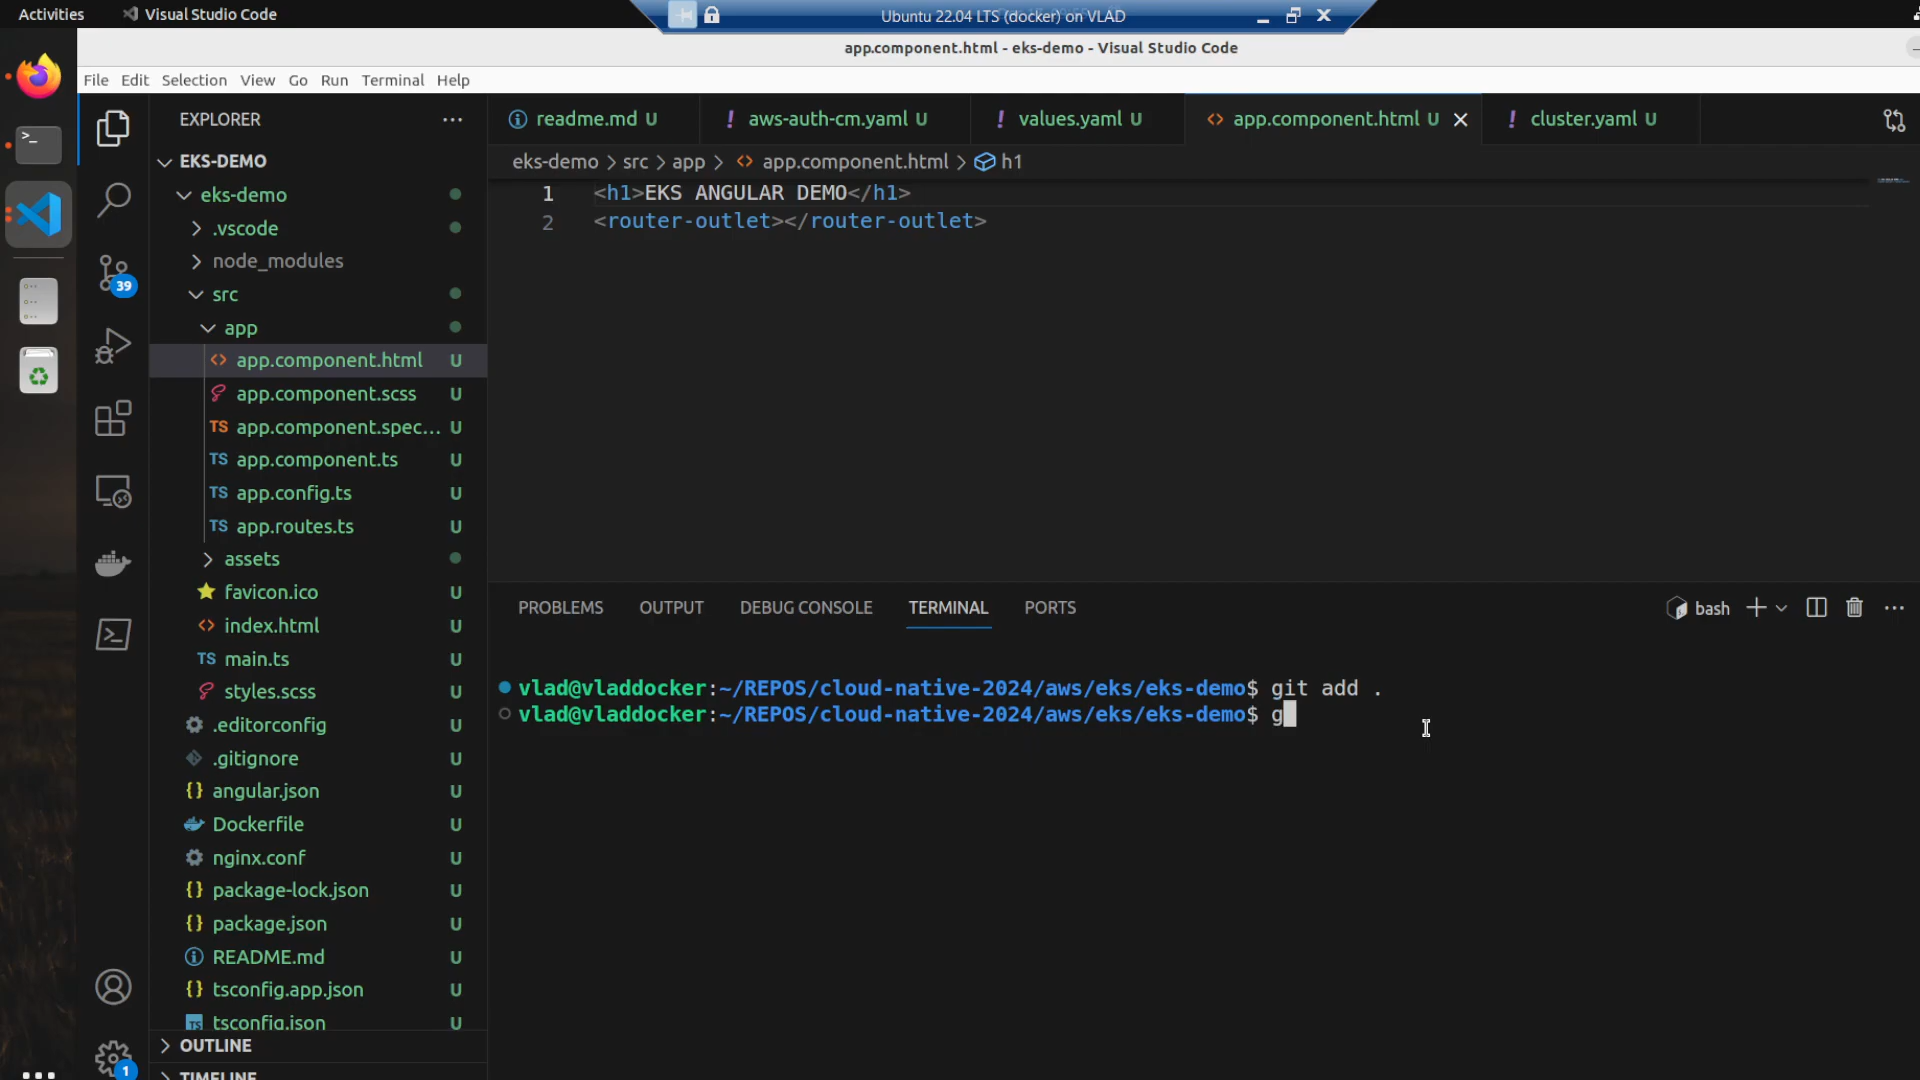 Activities
Visual Studio Code
Ubuntu 22.04 LTS (docker) on VLAD
app.component.html - eks-demo - Visual Studio Code
File Edit Selection View Go Run Terminal Help
EXPLORER
EKS-DEMO
eks-demo
.vscode
node_modules
src
app
app.component.html U
app.component.scss U
app.component.spec... U
TS app.component.ts U
TS app.config.ts U
TS app.routes.ts U
assets
favicon.ico U
index.html U
TS main.ts U
styles.scss U
.editorconfig U
.gitignore U
{} angular.json U
Dockerfile U
nginx.conf U
{} package-lock.json U
{} package.json U
README.md U
{} tsconfig.app.json U
TS tsconfig.json U
OUTLINE
TIMELINE
39
1
readme.md U
! aws-auth-cm.yaml U
! values.yaml U
<> app.component.html U
! cluster.yaml U
eks-demo > src > app > <> app.component.html > h1
1 <h1>EKS ANGULAR DEMO</h1>
2 <router-outlet></router-outlet>
PROBLEMS OUTPUT DEBUG CONSOLE TERMINAL PORTS
bash
vlad@vladdocker:~/REPOS/cloud-native-2024/aws/eks/eks-demo$ git add .
vlad@vladdocker:~/REPOS/cloud-native-2024/aws/eks/eks-demo$ g